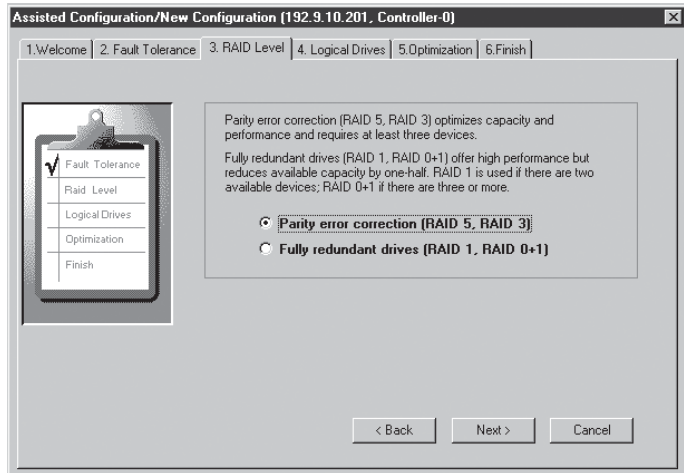 Assisted Configuration/New Configuration (192.9.10.201, Controller-0)
1.Welcome 2. Fault Tolerance 3. RAID Level 4. Logical Drives 5.Optimization 6.Finish
Parity error correction (RAID 5, RAID 3) optimizes capacity and
performance and requires at least three devices.
Fully redundant drives (RAID 1, RAID 0+1) offer high performance but
reduces available capacity by one-half. RAID 1 is used if there are two
available devices; RAID 0+1 if there are three or more.
Parity error correction (RAID 5, RAID 3)
Fully redundant drives (RAID 1, RAID 0+1)
Fault Tolerance
Raid Level
Logical Drives
Optimization
Finish
< Back Next > Cancel